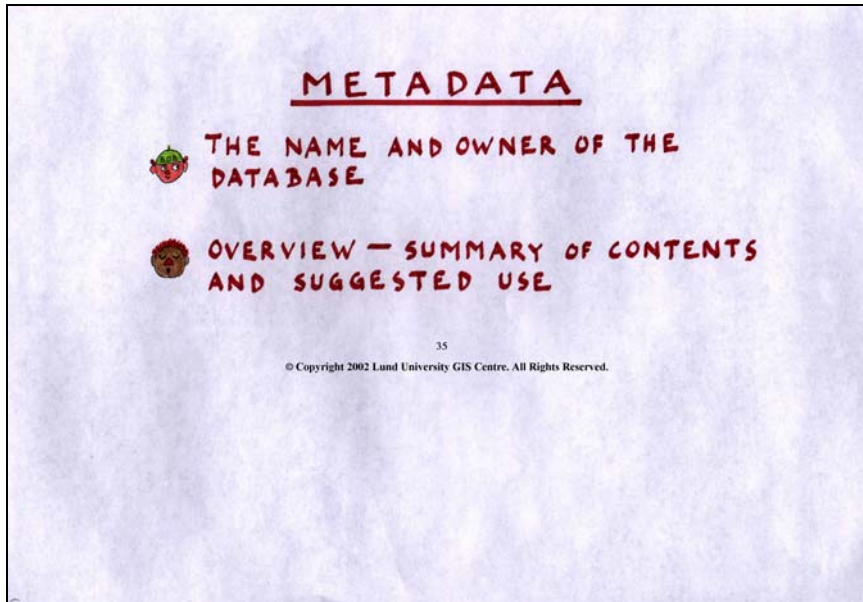 METADATA
THE NAME AND OWNER OF THE
DATABASE
OVERVIEW — SUMMARY OF CONTENTS
AND SUGGESTED USE
35
© Copyright 2002 Lund University GIS Centre. All Rights Reserved.